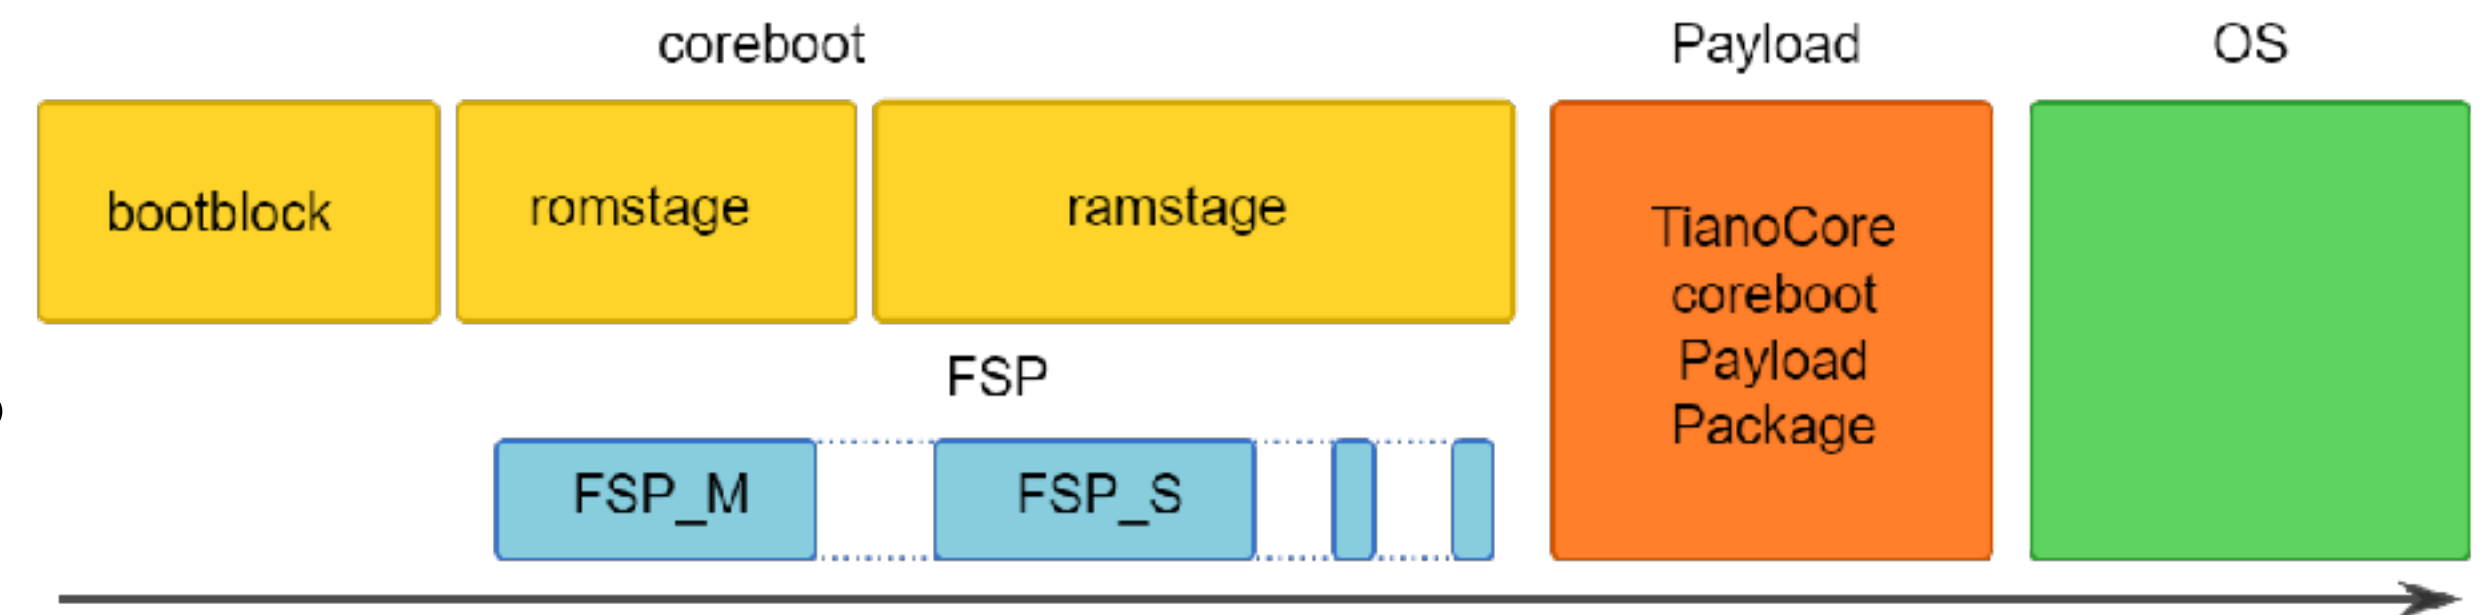 coreboot
Payload
OS
bootblock
romstage
ramstage
TianoCore
coreboot
Payload
Package
FSP
FSP_M
FSP_S